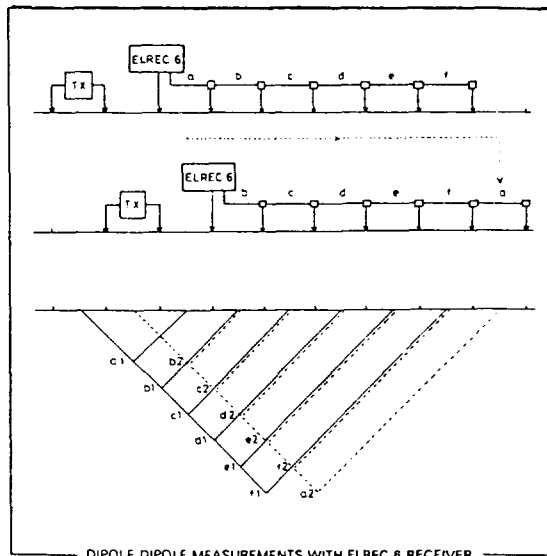 ELREC 6
TX
a b c d e f
ELREC 6
TX
b c d e f a
a1 b2
b1 c2
c1 d2
d1 e2
e1 f2
f1 a2
DIPOLE DIPOLE MEASUREMENTS WITH ELREC 6 RECEIVER